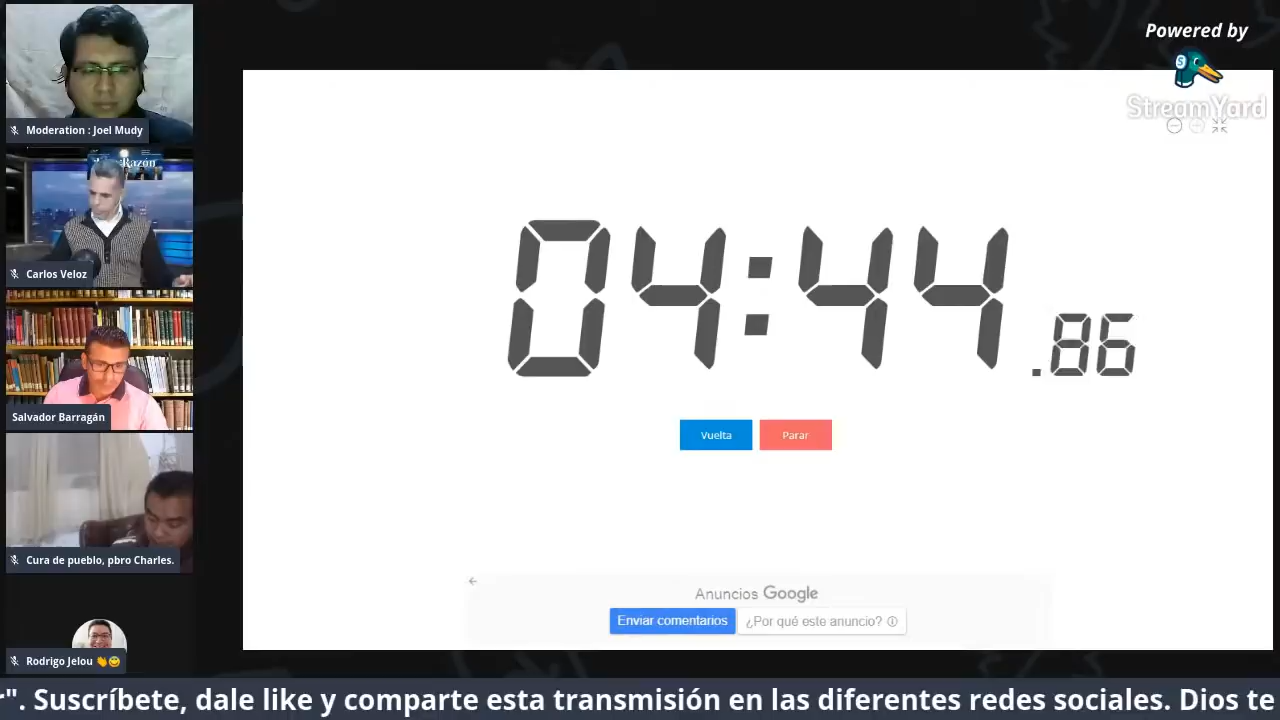 Powered by
StreamYard
Moderation : Joel Mudy
Razón
Carlos Veloz
Salvador Barragán
Cura de pueblo, pbro Charles.
Rodrigo Jelou 👏😊
04:44.86
Vuelta
Parar
Anuncios Google
Enviar comentarios
¿Por qué este anuncio?
r". Suscríbete, dale like y comparte esta transmisión en las diferentes redes sociales. Dios te